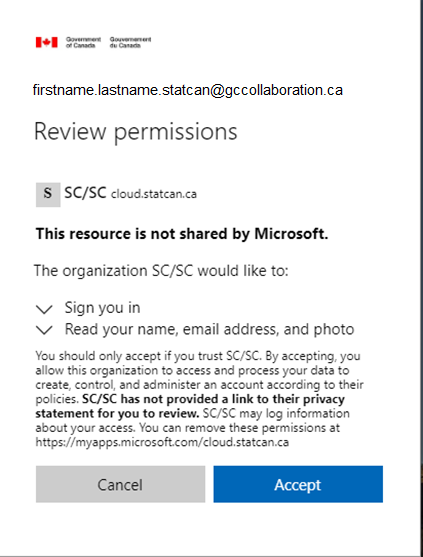 Government Gouvernement
of Canada du Canada
firstname.lastname.statcan@gccollaboration.ca
Review permissions
S SC/SC cloud.statcan.ca
This resource is not shared by Microsoft.
The organization SC/SC would like to:
Sign you in
Read your name, email address, and photo
You should only accept if you trust SC/SC. By accepting, you
allow this organization to access and process your data to
create, control, and administer an account according to their
policies. SC/SC has not provided a link to their privacy
statement for you to review. SC/SC may log information
about your access. You can remove these permissions at
https://myapps.microsoft.com/cloud.statcan.ca
Cancel Accept